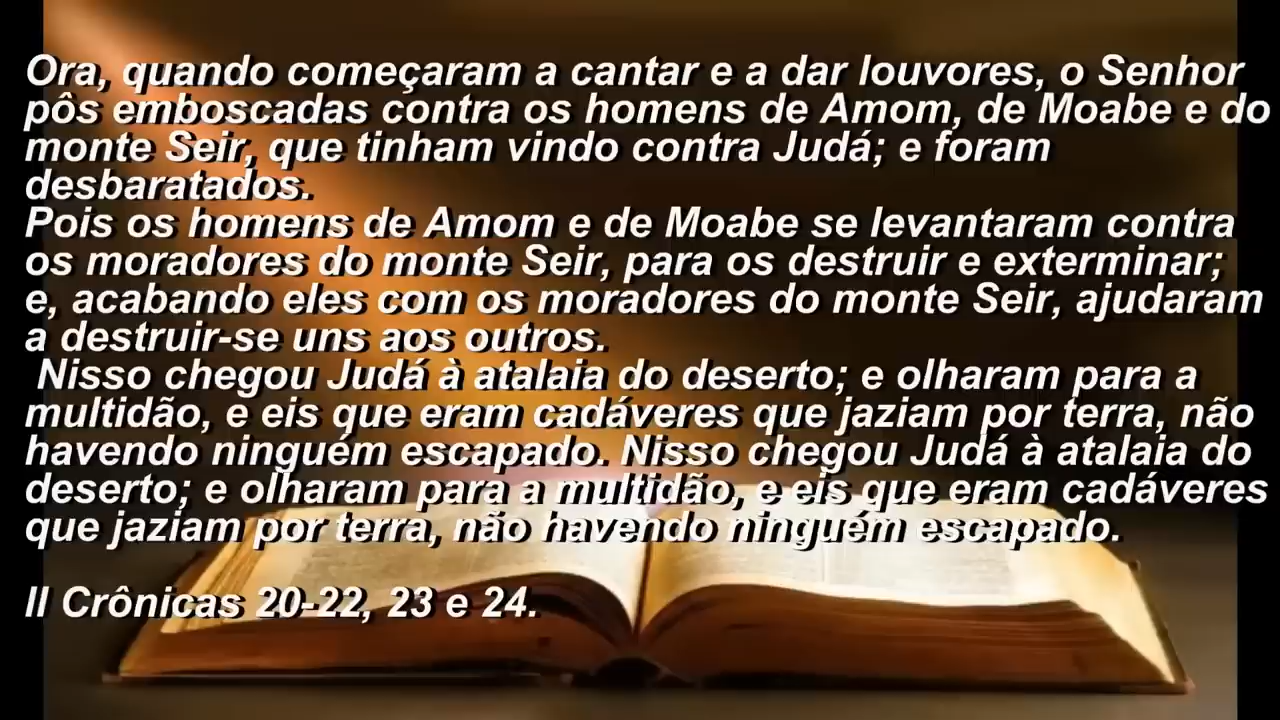 Ora, quando começaram a cantar e a dar louvores, o Senhor
pôs emboscadas contra os homens de Amom, de Moabe e do
monte Seir, que tinham vindo contra Judá; e foram
desbaratados.
Pois os homens de Amom e de Moabe se levantaram contra
os moradores do monte Seir, para os destruir e exterminar;
e, acabando eles com os moradores do monte Seir, ajudaram
a destruir-se uns aos outros.
Nisso chegou Judá à atalaia do deserto; e olharam para a
multidão, e eis que eram cadáveres que jaziam por terra, não
havendo ninguém escapado. Nisso chegou Judá à atalaia do
deserto; e olharam para a multidão, e eis que eram cadáveres
que jaziam por terra, não havendo ninguém escapado.
II Crônicas 20-22, 23 e 24.